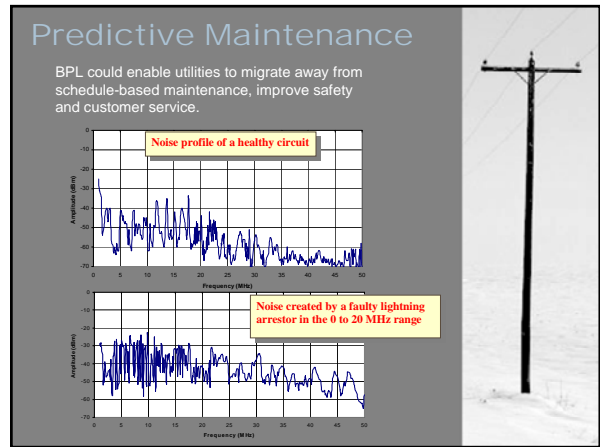 Predictive Maintenance
BPL could enable utilities to migrate away from
schedule-based maintenance, improve safety
and customer service.
Noise profile of a healthy circuit
Amplitude (dBm)
0
-10
-20
-30
-40
-50
-60
-70
0 5 10 15 20 25 30 35 40 45 50
Frequency (MHz)
Noise created by a faulty lightning
arrestor in the 0 to 20 MHz range
Amplitude(dBm)
0
-10
-20
-30
-40
-50
-60
-70
0 5 10 15 20 25 30 35 40 45 50
Frequency (MHz)